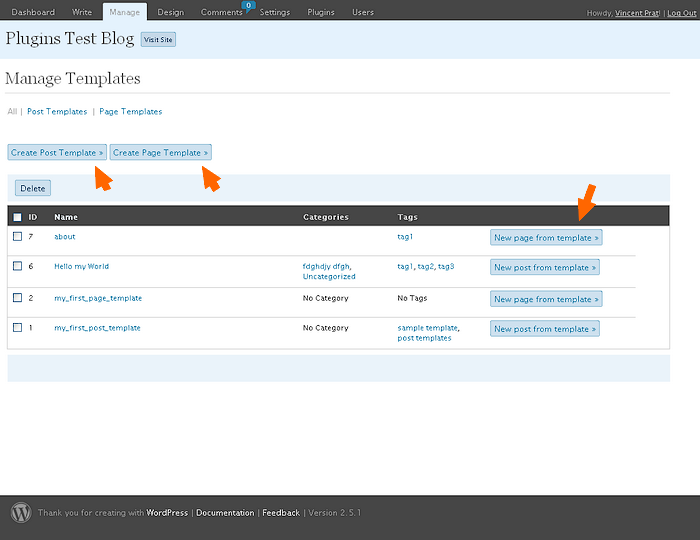 Dashboard Write Manage Design Comments 0 Settings Plugins Users Howdy, Vincent Prat! | Log Out
Plugins Test Blog Visit Site
Manage Templates
All | Post Templates | Page Templates
Create Post Template » Create Page Template »
Delete
ID Name Categories Tags
7 about tag1 New page from template »
6 Hello my World fdghdjy dfgh, tag1, tag2, tag3 New post from template »
Uncategorized
2 my_first_page_template No Category No Tags New page from template »
1 my_first_post_template No Category sample template, New post from template »
post templates
Thank you for creating with WordPress | Documentation | Feedback | Version 2.5.1